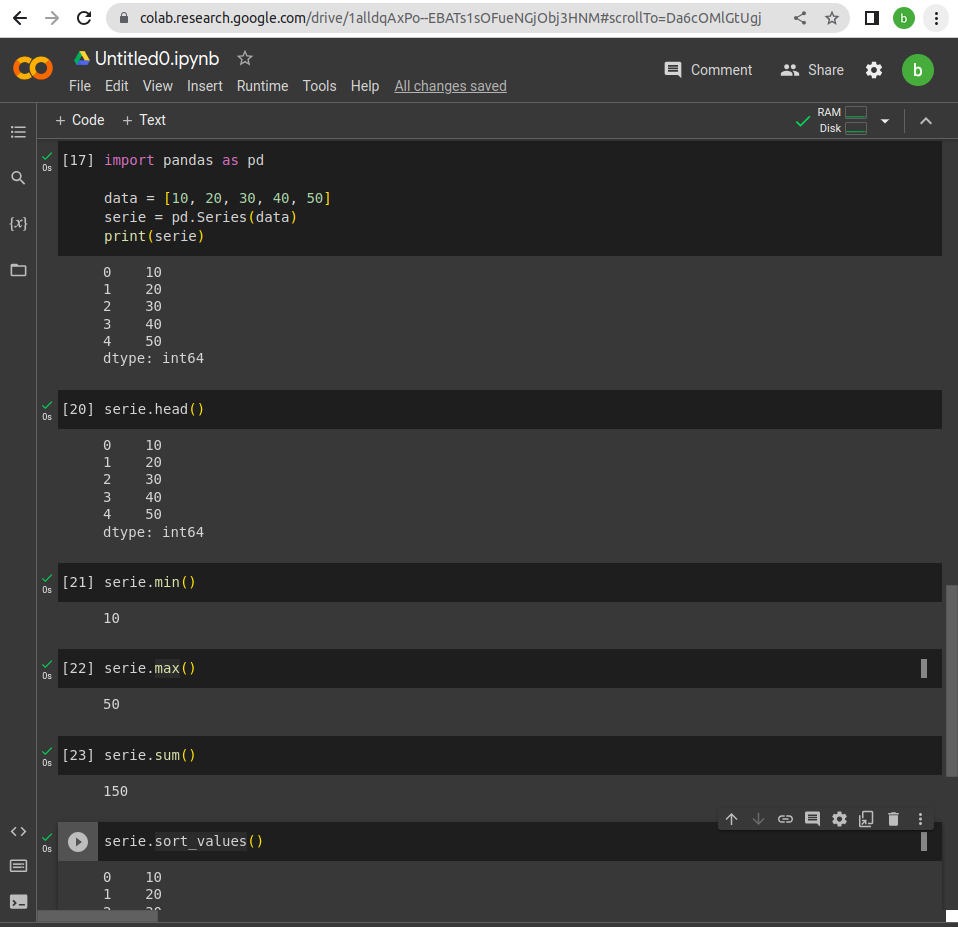 colab.research.google.com/drive/1alldqAxPo--EBATs1sOFueNGjObj3HNM#scrollTo=Da6cOMlGtUgj
b
Untitled0.ipynb
File Edit View Insert Runtime Tools Help All changes saved
Comment
Share
b
+ Code + Text
RAM
Disk
{x}
0s
[17] import pandas as pd
data = [10, 20, 30, 40, 50]
serie = pd.Series(data)
print(serie)
0 10
1 20
2 30
3 40
4 50
dtype: int64
0s
[20] serie.head()
0 10
1 20
2 30
3 40
4 50
dtype: int64
0s
[21] serie.min()
10
0s
[22] serie.max()
50
0s
[23] serie.sum()
150
0s
serie.sort_values()
0 10
1 20